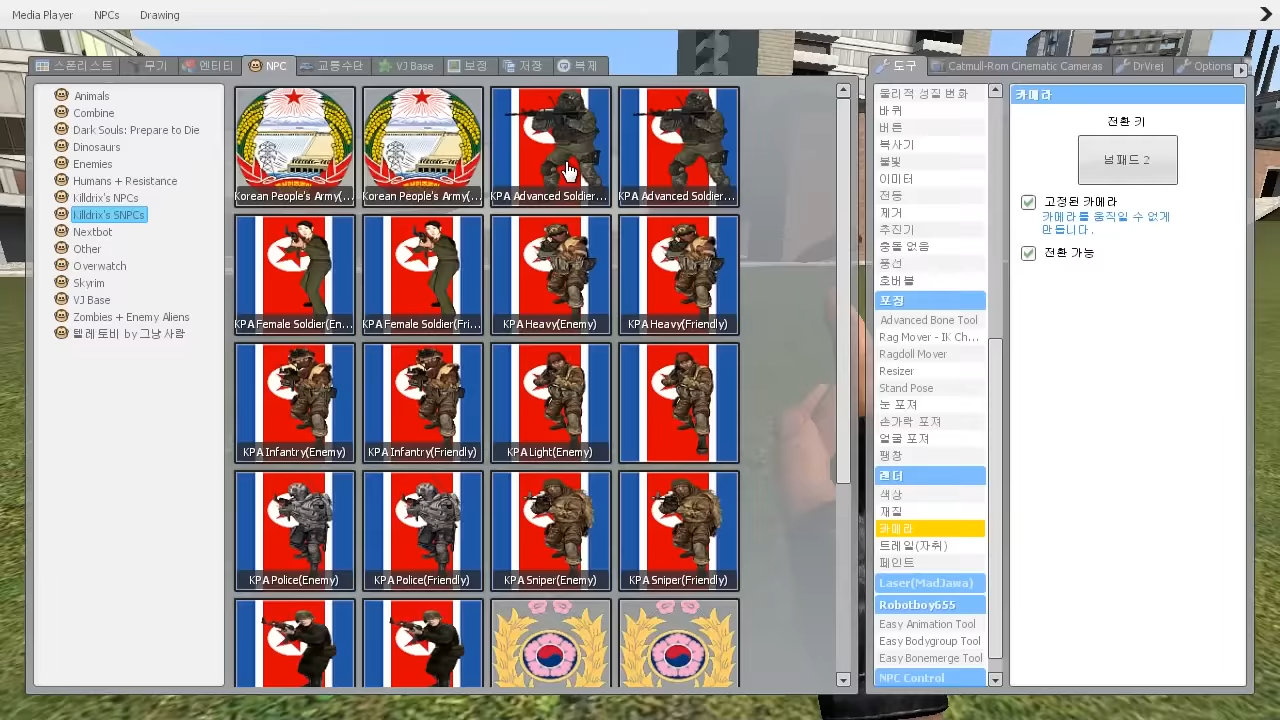 Media Player
NPCs
Drawing
스폰리스트
무기
엔티티
NPC
교통수단
VJ Base
보정
저장
복제
Animals
Combine
Dark Souls: Prepare to Die
Dinosaurs
Enemies
Humans + Resistance
Killdrix's NPCs
Killdrix's SNPCs
Nextbot
Other
Overwatch
Skyrim
VJ Base
Zombies + Enemy Aliens
텔레토비 by그냥사람
Korean People's Army(...
Korean People's Army(...
KPA Advanced Soldier...
KPA Advanced Soldier...
KPA Female Soldier(En...
KPA Female Soldier(Fri...
KPA Heavy(Enemy)
KPA Heavy(Friendly)
KPA Infantry(Enemy)
KPA Infantry(Friendly)
KPA Light(Enemy)
KPA Police(Enemy)
KPA Police(Friendly)
KPA Sniper(Enemy)
KPA Sniper(Friendly)
도구
Catmull-Rom Cinematic Cameras
DrVrej
Options
물리적 성질 변화
바퀴
버튼
복사기
불빛
이미터
전등
제거
추진기
충돌 없음
풍선
호버볼
포징
Advanced Bone Tool
Rag Mover - IK Ch...
Ragdoll Mover
Resizer
Stand Pose
눈 포져
손가락 포져
얼굴 포져
팽창
렌더
색상
재질
카메라
트레일(자취)
페인트
Laser(MadJawa)
Robotboy655
Easy Animation Tool
Easy Bodygroup Tool
Easy Bonemerge Tool
NPC Control
카메라
전환 키
넘패드 2
고정된 카메라
카메라를 움직일 수 없게
만듭니다.
전환 가능